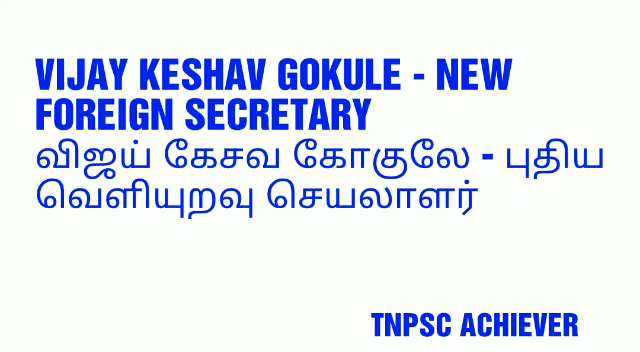 VIJAY KESHAV GOKULE - NEW
FOREIGN SECRETARY
விஜய் கேசவ கோகுலே - புதிய
வெளியுறவு செயலாளர்
TNPSC ACHIEVER